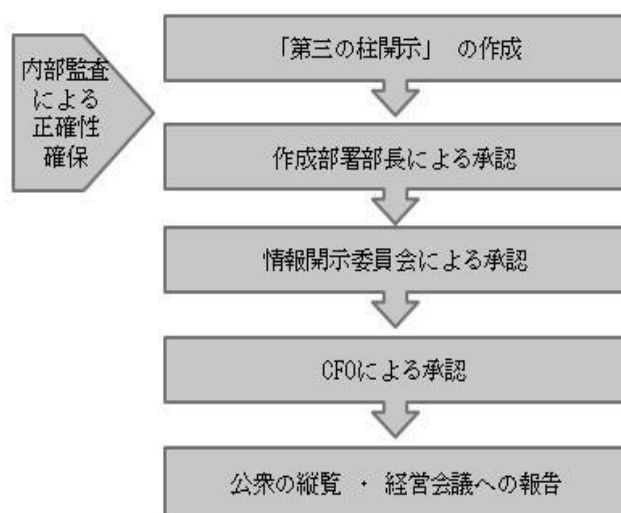 内部監査
による
正確性
確保
「第三の柱開示」 の作成
作成部署部長による承認
情報開示委員会による承認
CFOによる承認
公衆の縦覧 ・ 経営会議への報告